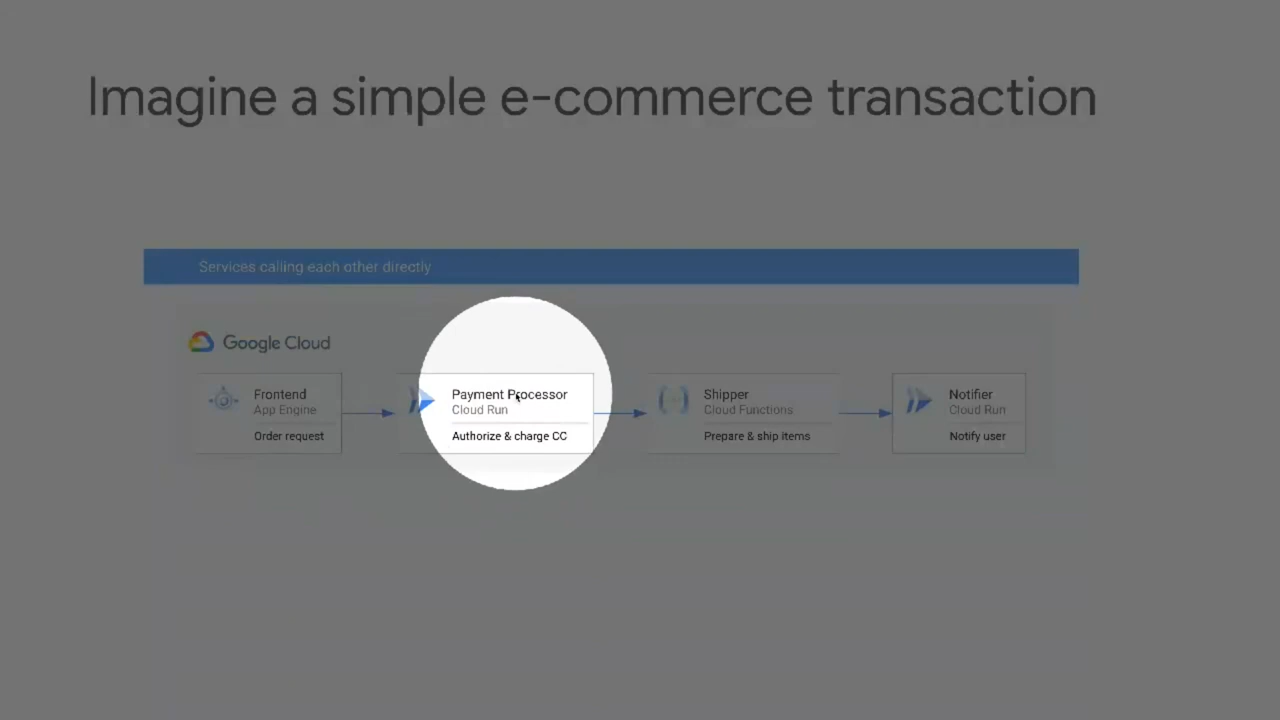 Imagine a simple e-commerce transaction
Services calling each other directly
Google Cloud
Frontend
App Engine
Order request
Payment Processor
Cloud Run
Authorize & charge CC
Shipper
Cloud Functions
Prepare & ship items
Notifier
Cloud Run
Notify user